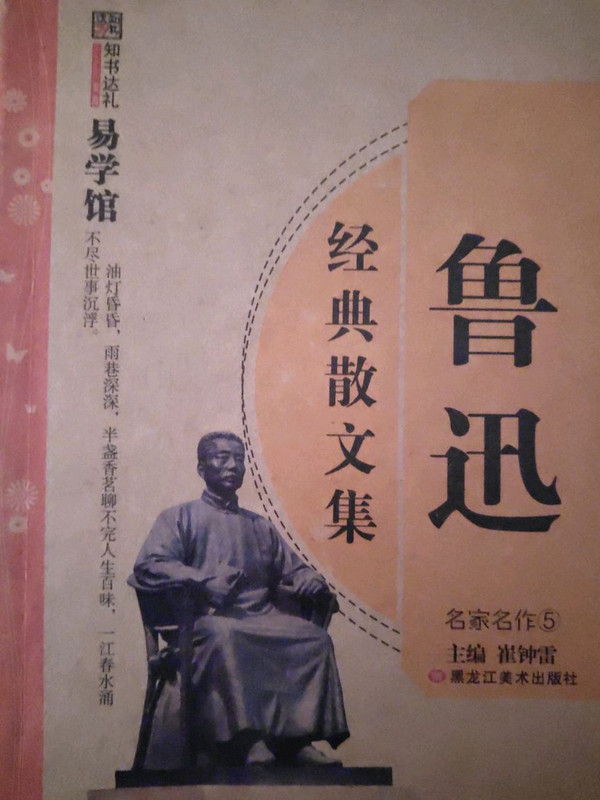 鲁迅
经典散文集
名家名作⑤
主编 崔钟雷
黑龙江美术出版社
知书达礼
易学馆
油灯昏昏，雨巷深深，半盏香茗聊不完人生百味，一江春水涌
不尽世事沉浮。